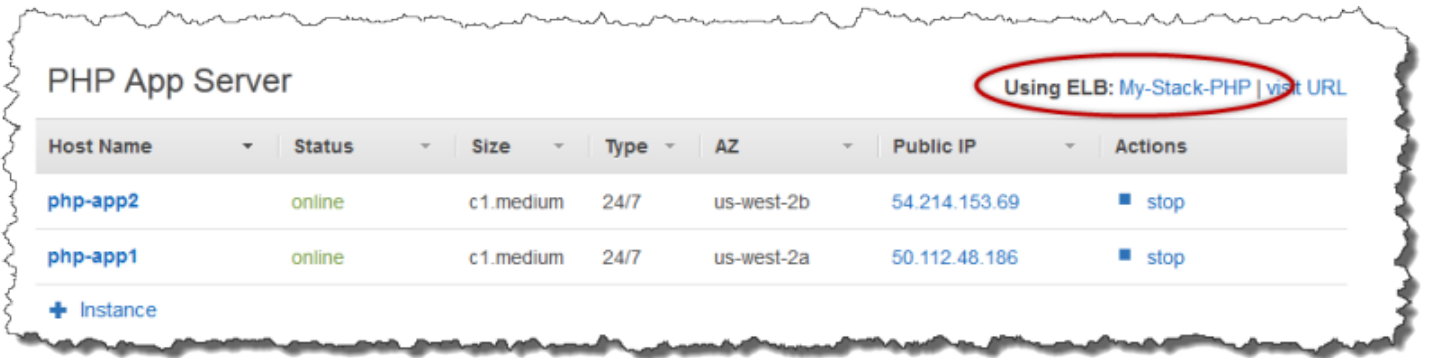 PHP App Server
Using ELB: My-Stack-PHP | visit URL
Host Name Status Size Type AZ Public IP Actions
php-app2 online c1.medium 24/7 us-west-2b 54.214.153.69 stop
php-app1 online c1.medium 24/7 us-west-2a 50.112.48.186 stop
Instance